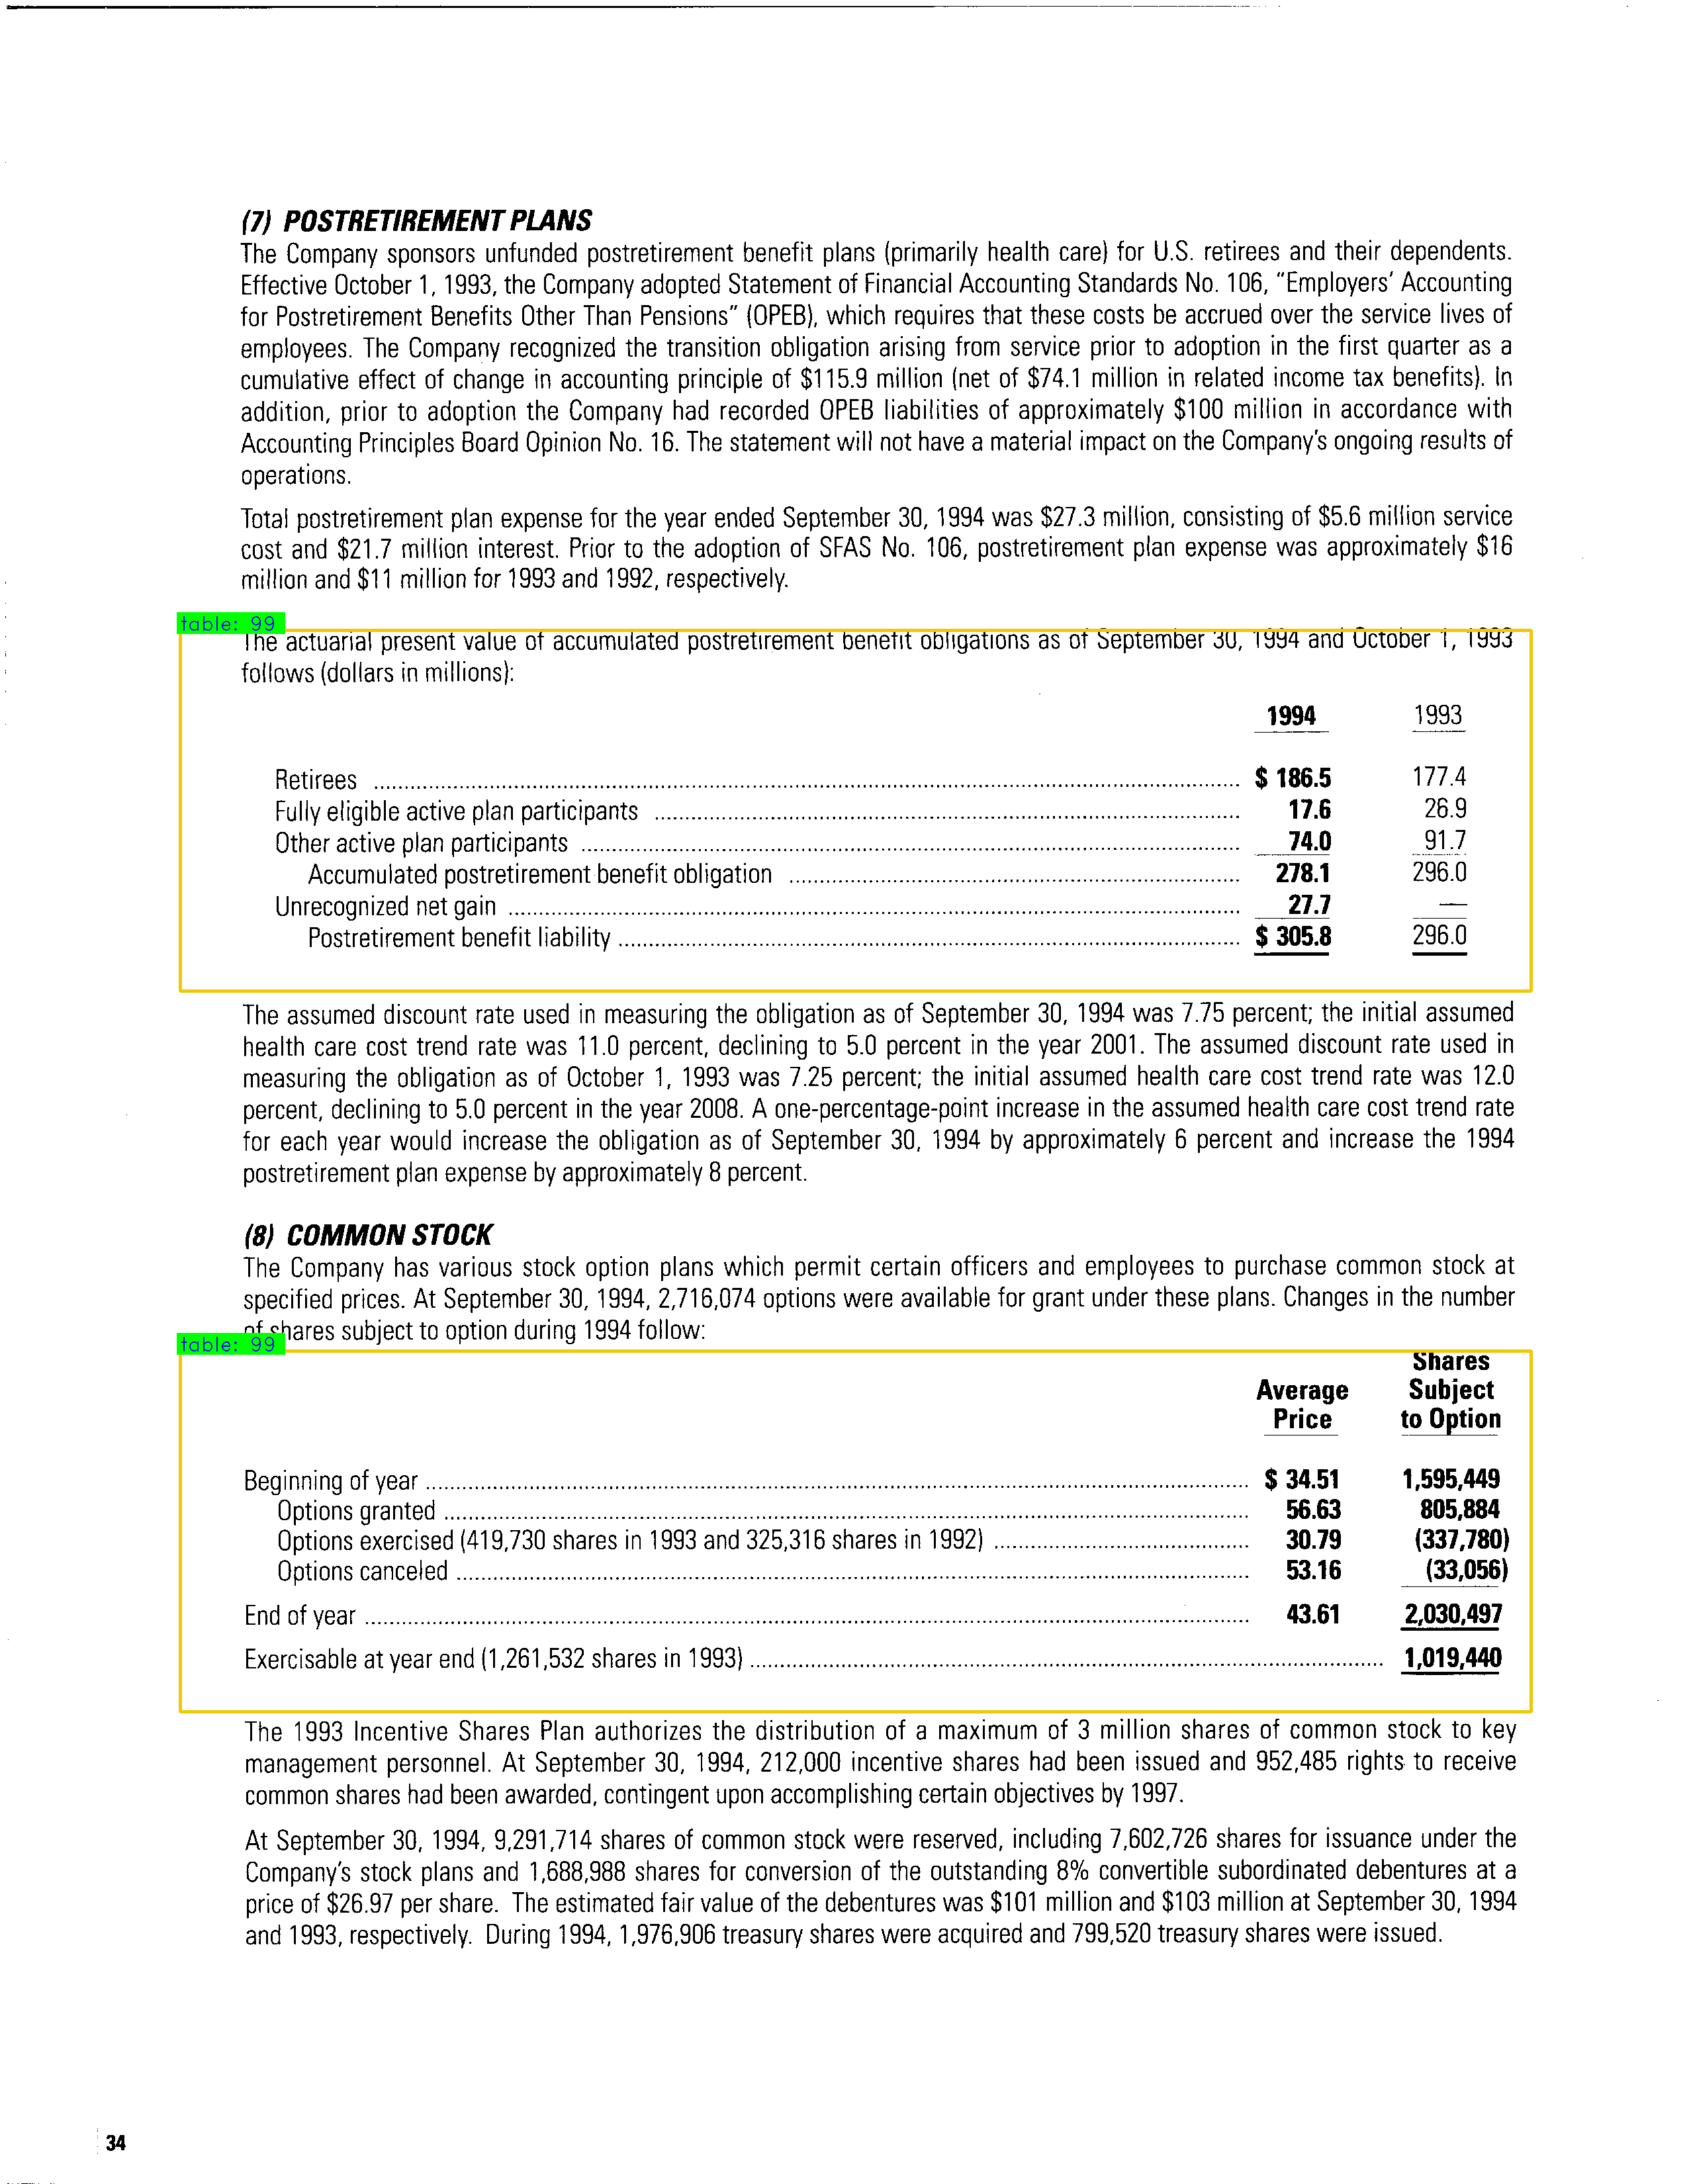 (7) POSTRETIREMENT PLANS
The Company sponsors unfunded postretirement benefit plans (primarily health care) for U.S. retirees and their dependents.
Effective October 1, 1993, the Company adopted Statement of Financial Accounting Standards No. 106, "Employers' Accounting
for Postretirement Benefits Other Than Pensions" (OPEB), which requires that these costs be accrued over the service lives of
employees. The Company recognized the transition obligation arising from service prior to adoption in the first quarter as a
cumulative effect of change in accounting principle of $115.9 million (net of $74.1 million in related income tax benefits). In
addition, prior to adoption the Company had recorded OPEB liabilities of approximately $100 million in accordance with
Accounting Principles Board Opinion No. 16. The statement will not have a material impact on the Company's ongoing results of
operations.
Total postretirement plan expense for the year ended September 30, 1994 was $27.3 million, consisting of $5.6 million service
cost and $21.7 million interest. Prior to the adoption of SFAS No. 106, postretirement plan expense was approximately $16
million and $11 million for 1993 and 1992, respectively.
table: 99
The actuarial present value of accumulated postretirement benefit obligations as of September 30, 1994 and October 1, 1993
follows (dollars in millions):
1994 1993
Retirees $ 186.5 177.4
Fully eligible active plan participants 17.6 26.9
Other active plan participants 74.0 91.7
Accumulated postretirement benefit obligation 278.1 296.0
Unrecognized net gain 27.7 —
Postretirement benefit liability $ 305.8 296.0
The assumed discount rate used in measuring the obligation as of September 30, 1994 was 7.75 percent; the initial assumed
health care cost trend rate was 11.0 percent, declining to 5.0 percent in the year 2001. The assumed discount rate used in
measuring the obligation as of October 1, 1993 was 7.25 percent; the initial assumed health care cost trend rate was 12.0
percent, declining to 5.0 percent in the year 2008. A one-percentage-point increase in the assumed health care cost trend rate
for each year would increase the obligation as of September 30, 1994 by approximately 6 percent and increase the 1994
postretirement plan expense by approximately 8 percent.
(8) COMMON STOCK
The Company has various stock option plans which permit certain officers and employees to purchase common stock at
specified prices. At September 30, 1994, 2,716,074 options were available for grant under these plans. Changes in the number
of shares subject to option during 1994 follow:
table: 99
Shares
Average Subject
Price to Option
Beginning of year $ 34.51 1,595,449
Options granted 56.63 805,884
Options exercised (419,730 shares in 1993 and 325,316 shares in 1992) 30.79 (337,780)
Options canceled 53.16 (33,056)
End of year 43.61 2,030,497
Exercisable at year end (1,261,532 shares in 1993) 1,019,440
The 1993 Incentive Shares Plan authorizes the distribution of a maximum of 3 million shares of common stock to key
management personnel. At September 30, 1994, 212,000 incentive shares had been issued and 952,485 rights to receive
common shares had been awarded, contingent upon accomplishing certain objectives by 1997.
At September 30, 1994, 9,291,714 shares of common stock were reserved, including 7,602,726 shares for issuance under the
Company's stock plans and 1,688,988 shares for conversion of the outstanding 8% convertible subordinated debentures at a
price of $26.97 per share. The estimated fair value of the debentures was $101 million and $103 million at September 30, 1994
and 1993, respectively. During 1994, 1,976,906 treasury shares were acquired and 799,520 treasury shares were issued.
34